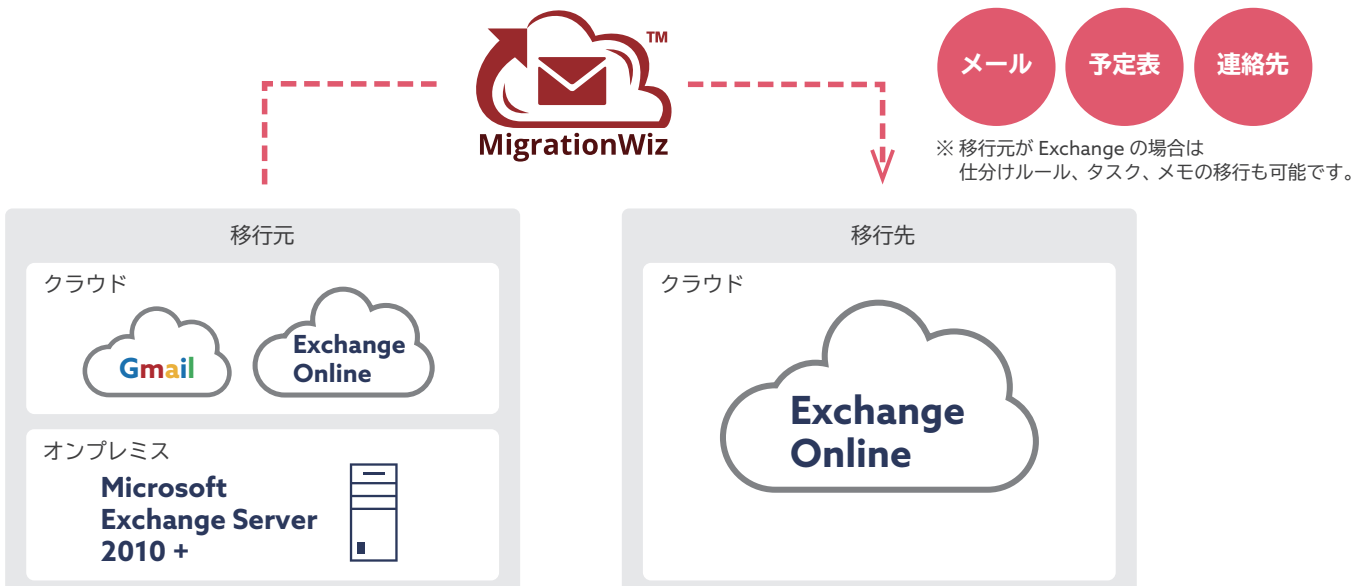 TM
MigrationWiz
メール
予定表
連絡先
※ 移行元が Exchange の場合は
仕分けルール、タスク、メモの移行も可能です。
移行元
クラウド
Gmail
Exchange
Online
オンプレミス
Microsoft
Exchange Server
2010 +
移行先
クラウド
Exchange
Online